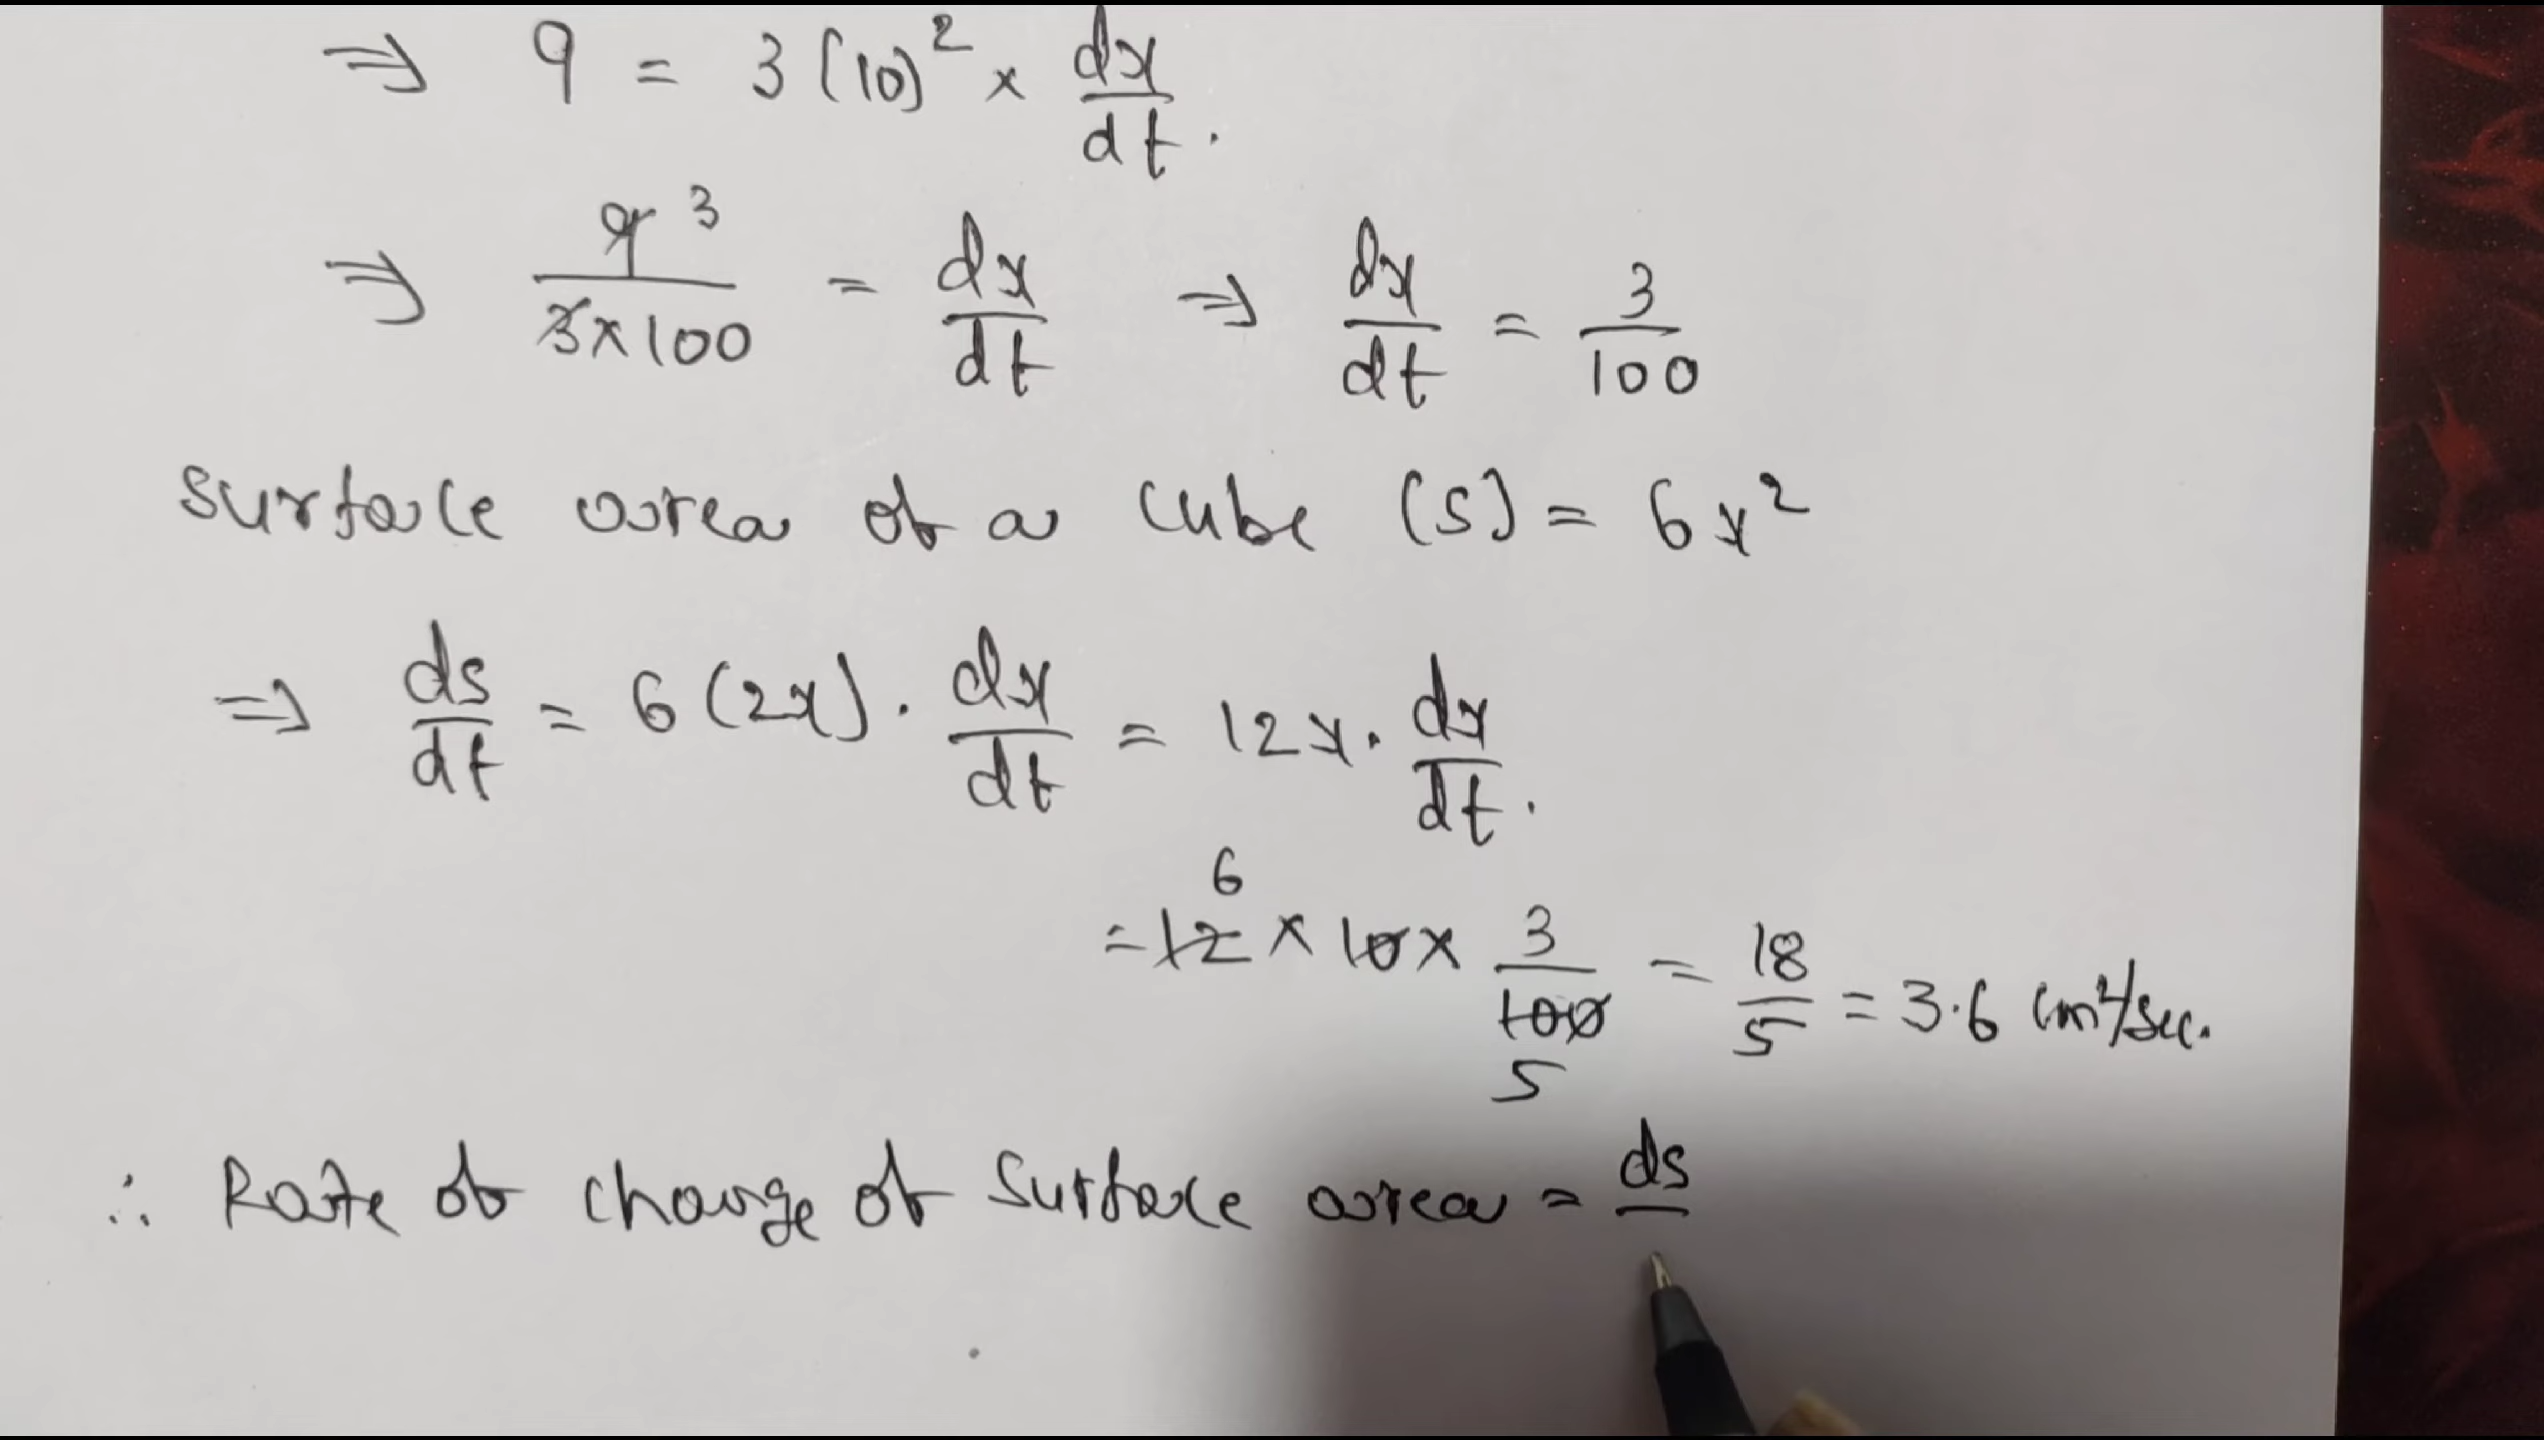 ⇒ 9 = 3(10)² × dx/dt.
⇒ 9 3/3×100 = dx/dt ⇒ dx/dt = 3/100
surface area of a cube (S) = 6x²
⇒ ds/dt = 6(2x). dx/dt = 12x. dx/dt.
6
= 12 × 10 × 3/100 = 18/5 = 3.6 cm²/sec.
5
∴ Rate of change of surface area = ds